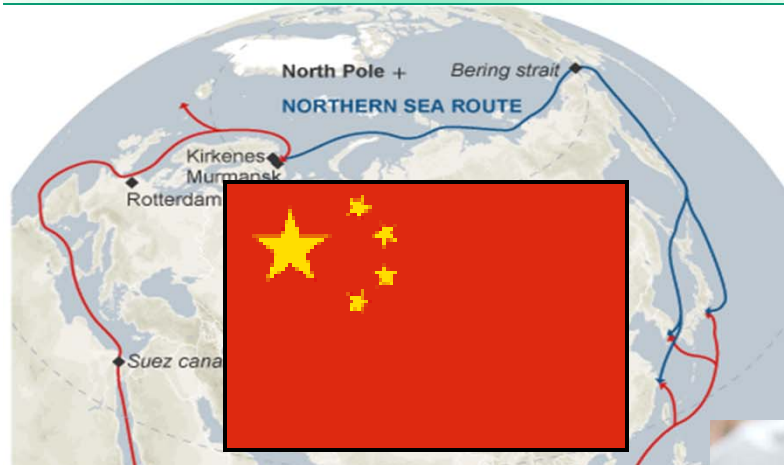 North Pole +
Bering strait
NORTHERN SEA ROUTE
Kirkenes
Murmansk
Rotterdam
Suez cana